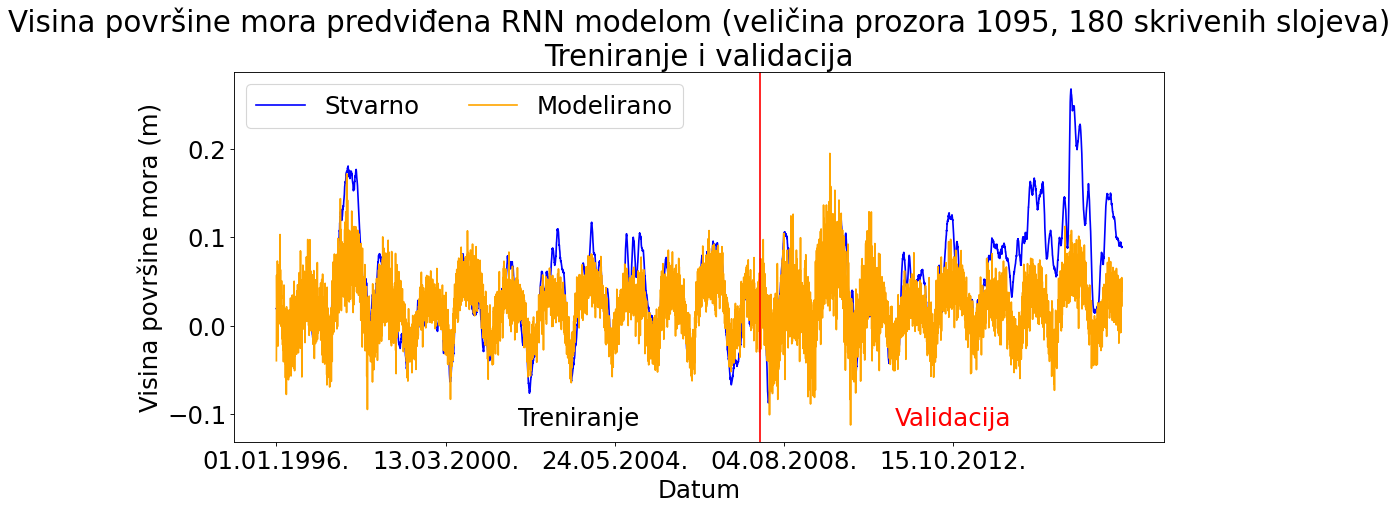 Visina površine mora predviđena RNN modelom (veličina prozora 1095, 180 skrivenih slojeva)
Treniranje i validacija
Stvarno
Modelirano
Visina površine mora (m)
0.2
0.1
0.0
−0.1
Treniranje
Validacija
01.01.1996.
13.03.2000.
24.05.2004.
04.08.2008.
15.10.2012.
Datum